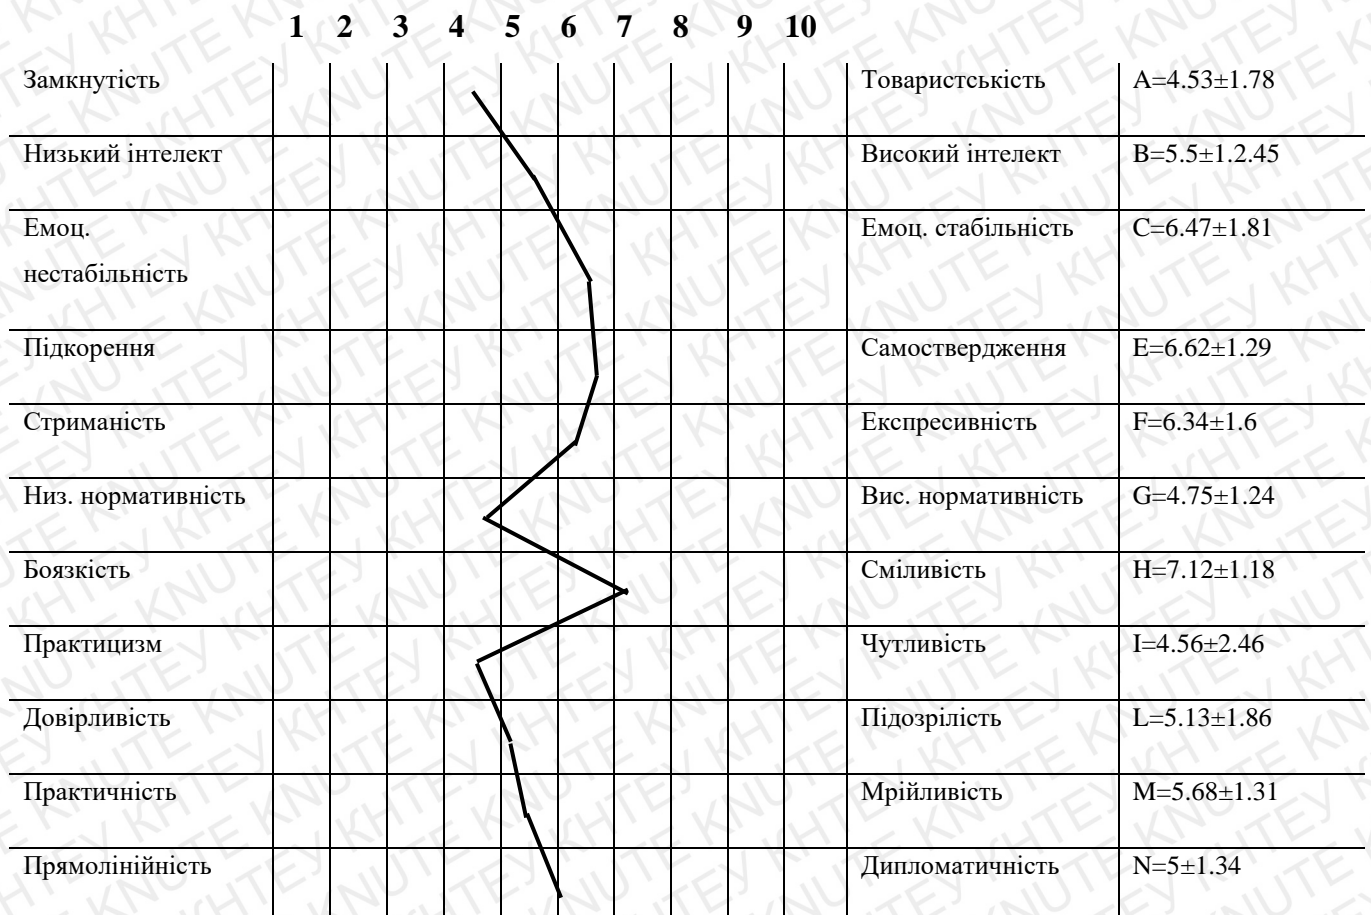 1 2 3 4 5 6 7 8 9 10
Замкнутість Товариcтськість A=4.53±1.78
Низький інтелект Високий інтелект B=5.5±1.2.45
Емоц. Емоц. стабільність C=6.47±1.81
нестабільність
Підкорення Самоствердження E=6.62±1.29
Стриманість Експресивність F=6.34±1.6
Низ. нормативність Вис. нормативність G=4.75±1.24
Боязкість Сміливість H=7.12±1.18
Практицизм Чутливість I=4.56±2.46
Довірливість Підозрілість L=5.13±1.86
Практичність Мрійливість M=5.68±1.31
Прямолінійність Дипломатичність N=5±1.34